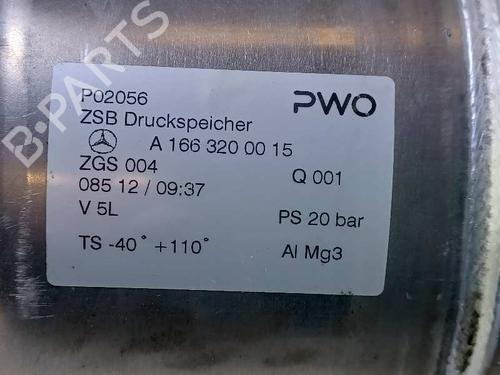 B-PARTS
P02056
PWO
ZSB Druckspeicher
A 166 320 00 15
ZGS 004
Q 001
085 12 / 09:37
V 5L
PS 20 bar
TS -40° +110°
Al Mg3